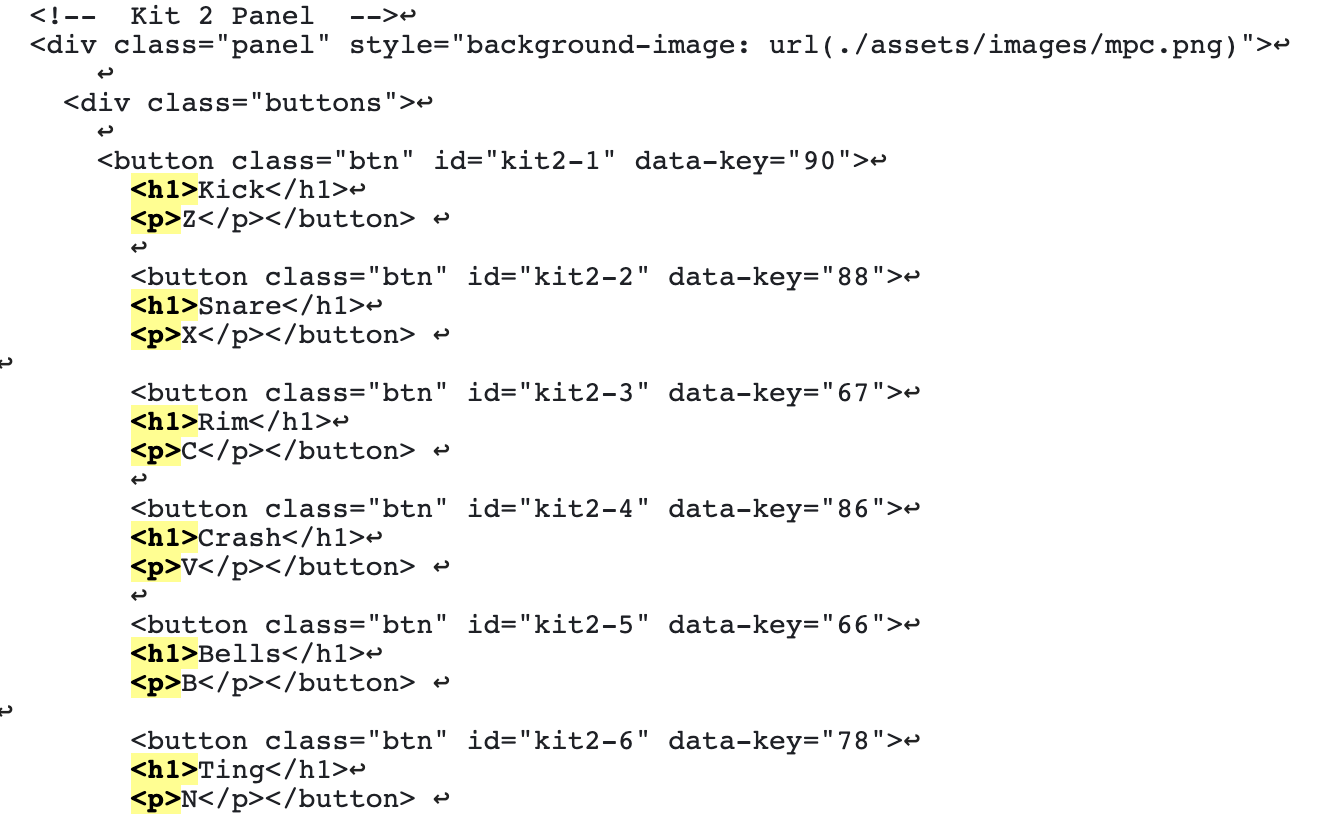 <!--  Kit 2 Panel  -->↩
<div class="panel" style="background-image: url(./assets/images/mpc.png)">↩
↩
<div class="buttons">↩
↩
<button class="btn" id="kit2-1" data-key="90">↩
<h1>Kick</h1>↩
<p>Z</p></button> ↩
↩
<button class="btn" id="kit2-2" data-key="88">↩
<h1>Snare</h1>↩
<p>X</p></button> ↩
↩
<button class="btn" id="kit2-3" data-key="67">↩
<h1>Rim</h1>↩
<p>C</p></button> ↩
↩
<button class="btn" id="kit2-4" data-key="86">↩
<h1>Crash</h1>↩
<p>V</p></button> ↩
↩
<button class="btn" id="kit2-5" data-key="66">↩
<h1>Bells</h1>↩
<p>B</p></button> ↩
↩
<button class="btn" id="kit2-6" data-key="78">↩
<h1>Ting</h1>↩
<p>N</p></button> ↩